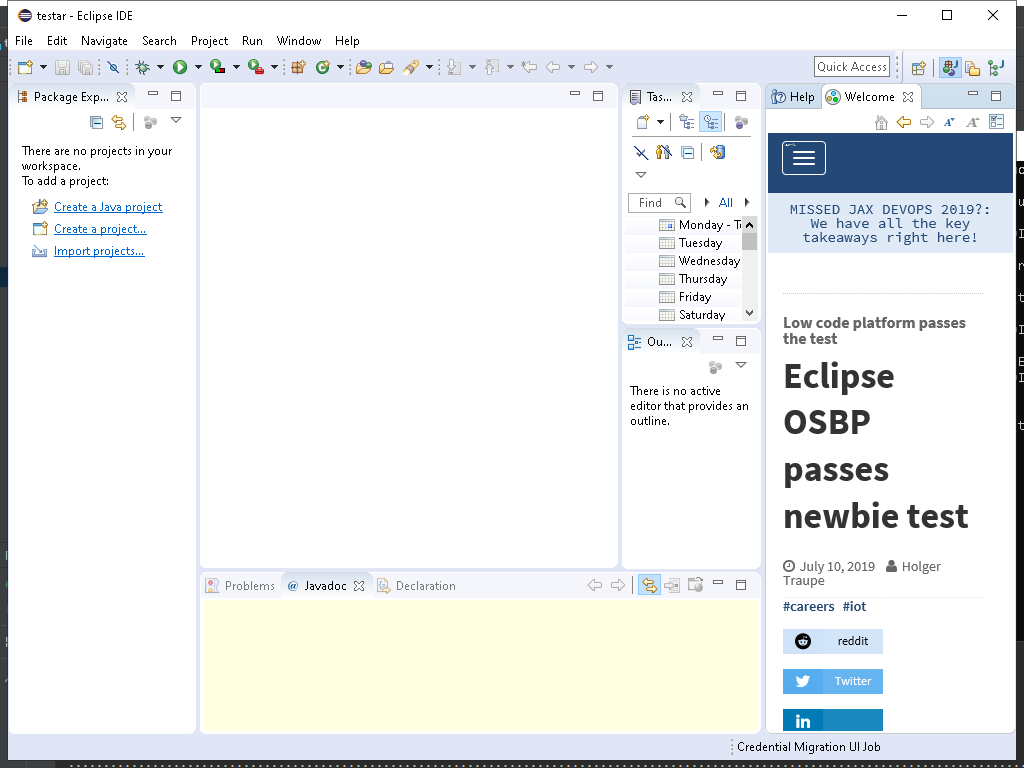 testar - Eclipse IDE
File Edit Navigate Search Project Run Window Help
Quick Access
Package Exp...
There are no projects in your
workspace.
To add a project:
Create a Java project
Create a project...
Import projects...
Tas...
Find
All
Monday - T
Tuesday
Wednesday
Thursday
Friday
Saturday
Ou...
There is no active
editor that provides an
outline.
Help Welcome
MISSED JAX DEVOPS 2019?:
We have all the key
takeaways right here!
Low code platform passes
the test
Eclipse
OSBP
passes
newbie test
July 10, 2019 Holger
Traupe
#careers #iot
reddit
Twitter
in
Problems @ Javadoc Declaration
Credential Migration UI Job